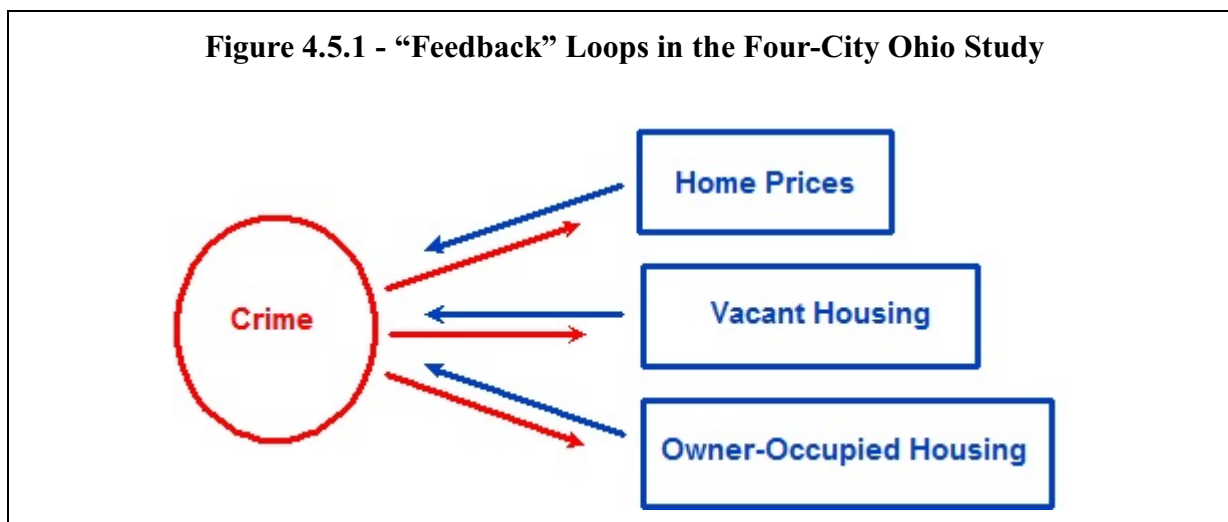 Figure 4.5.1 - “Feedback” Loops in the Four-City Ohio Study
Home Prices
Crime
Vacant Housing
Owner-Occupied Housing